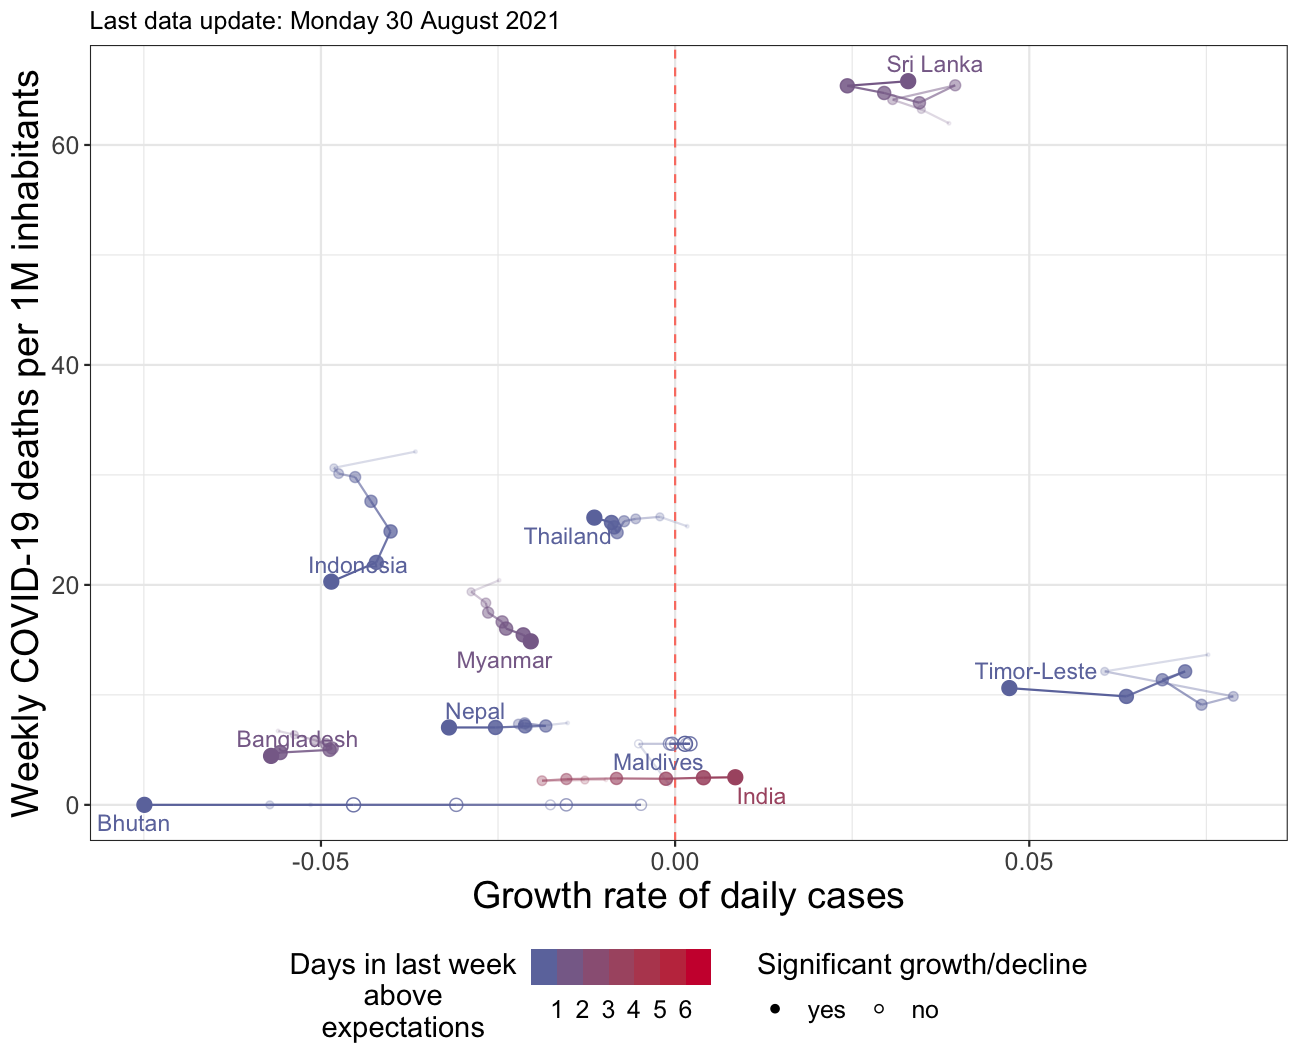 Last data update: Monday 30 August 2021
Weekly COVID-19 deaths per 1M inhabitants
60
40
20
0
Sri Lanka
Indonesia
Thailand
Myanmar
Timor-Leste
Nepal
Bangladesh
Maldives
India
Bhutan
-0.05
0.00
0.05
Growth rate of daily cases
Days in last week
above
expectations
1 2 3 4 5 6
Significant growth/decline
yes no